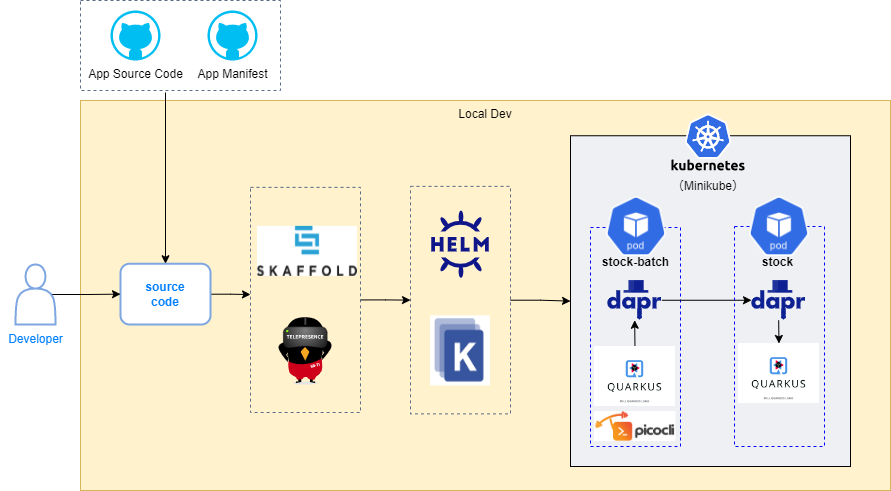 App Source Code
App Manifest
Local Dev
kubernetes
（Minikube）
SKAFFOLD
HELM
pod
pod
stock-batch
stock
source
code
dapr
dapr
Developer
TELEPRESENCE
K
QUARKUS
QUARKUS
picocli